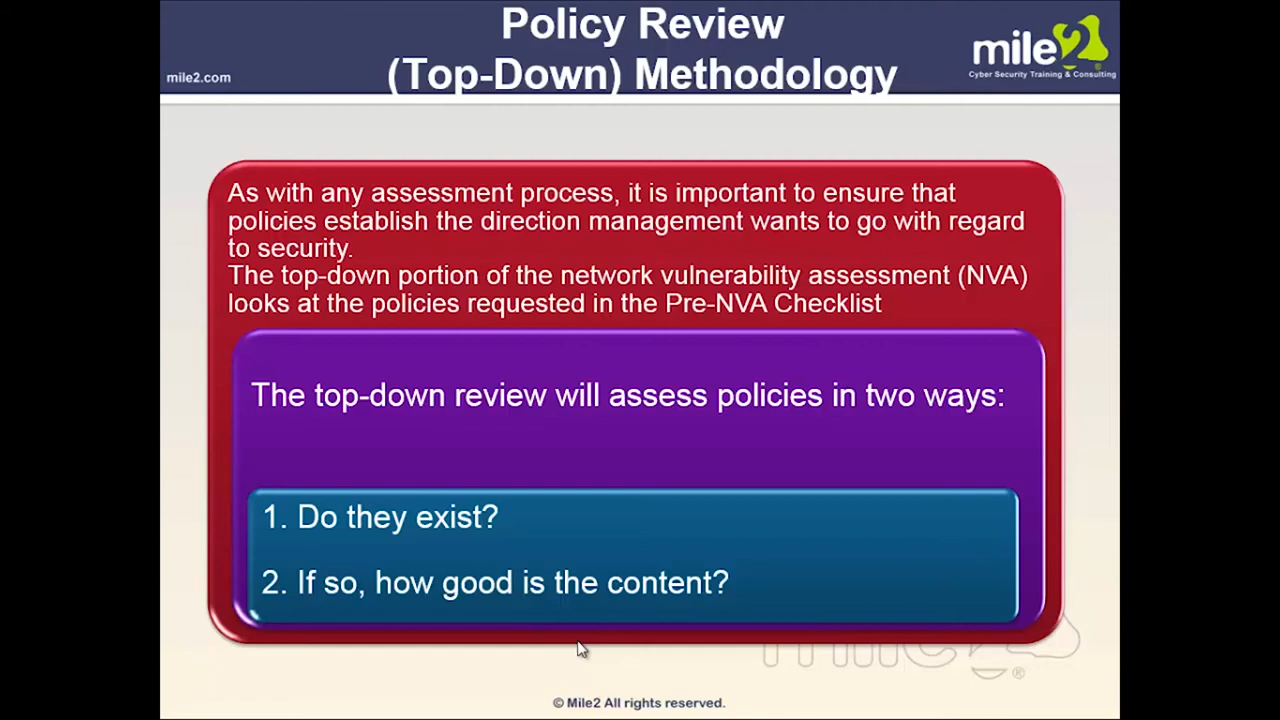 Policy Review
(Top-Down) Methodology
mile2.com
mile2
®
Cyber Security Training & Consulting
As with any assessment process, it is important to ensure that
policies establish the direction management wants to go with regard
to security.
The top-down portion of the network vulnerability assessment (NVA)
looks at the policies requested in the Pre-NVA Checklist
The top-down review will assess policies in two ways:
1. Do they exist?
2. If so, how good is the content?
mile2
®
© Mile2 All rights reserved.